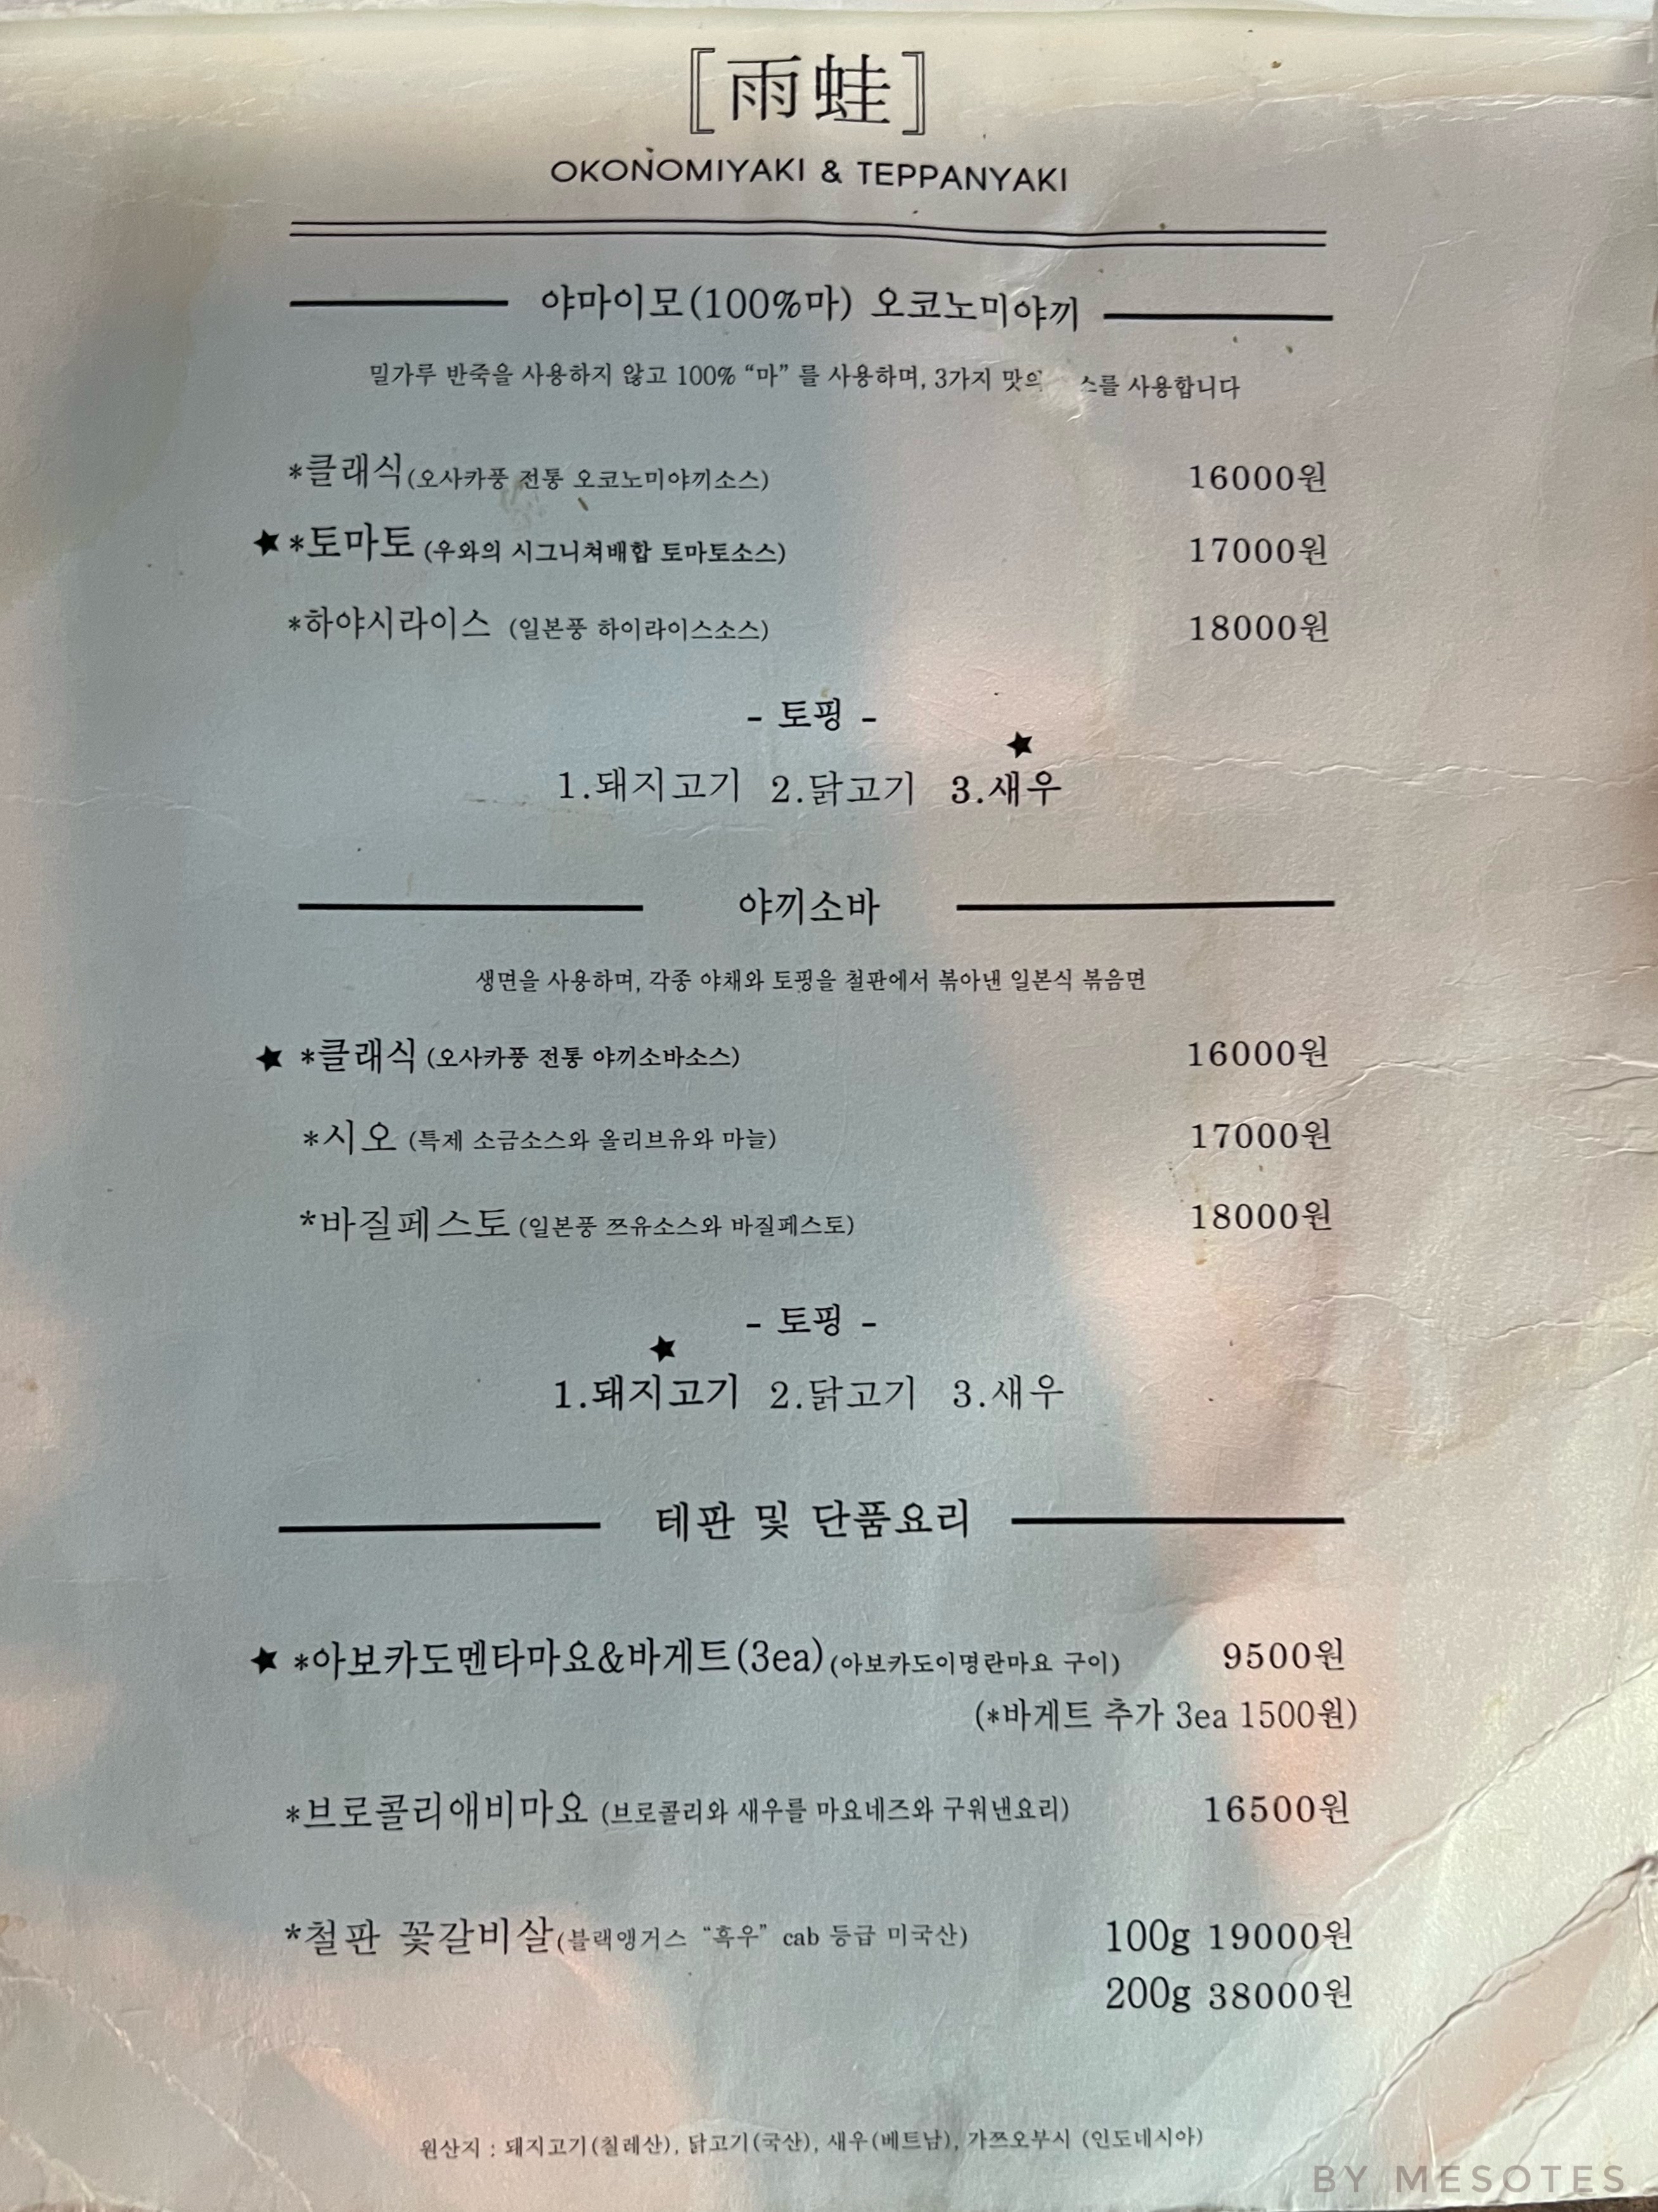 [雨蛙]
OKONOMIYAKI & TEPPANYAKI
야마이모(100%마) 오코노미야끼
밀가루 반죽을 사용하지 않고 100% “마” 를 사용하며, 3가지 맛의 스를 사용합니다
*클래식(오사카풍 전통 오코노미야끼소스) 16000원
★ *토마토 (우와의 시그니쳐배합 토마토소스) 17000원
*하야시라이스 (일본풍 하이라이스소스) 18000원
- 토핑 -
★
1.돼지고기 2.닭고기 3.새우
야끼소바
생면을 사용하며, 각종 야채와 토핑을 철판에서 볶아낸 일본식 볶음면
★ *클래식 (오사카풍 전통 야끼소바소스) 16000원
*시오 (특제 소금소스와 올리브유와 마늘) 17000원
*바질페스토 (일본풍 쯔유소스와 바질페스토) 18000원
- 토핑 -
★
1.돼지고기 2.닭고기 3.새우
테판 및 단품요리
★ *아보카도멘타마요&바게트(3ea)(아보카도이명란마요 구이) 9500원
(*바게트 추가 3ea 1500원)
*브로콜리애비마요 (브로콜리와 새우를 마요네즈와 구워낸요리) 16500원
*철판 꽃갈비살(블랙앵거스 “흑우” cab 등급 미국산) 100g 19000원
200g 38000원
원산지 : 돼지고기(칠레산), 닭고기(국산), 새우(베트남), 가쯔오부시 (인도네시아)
BY MESOTES